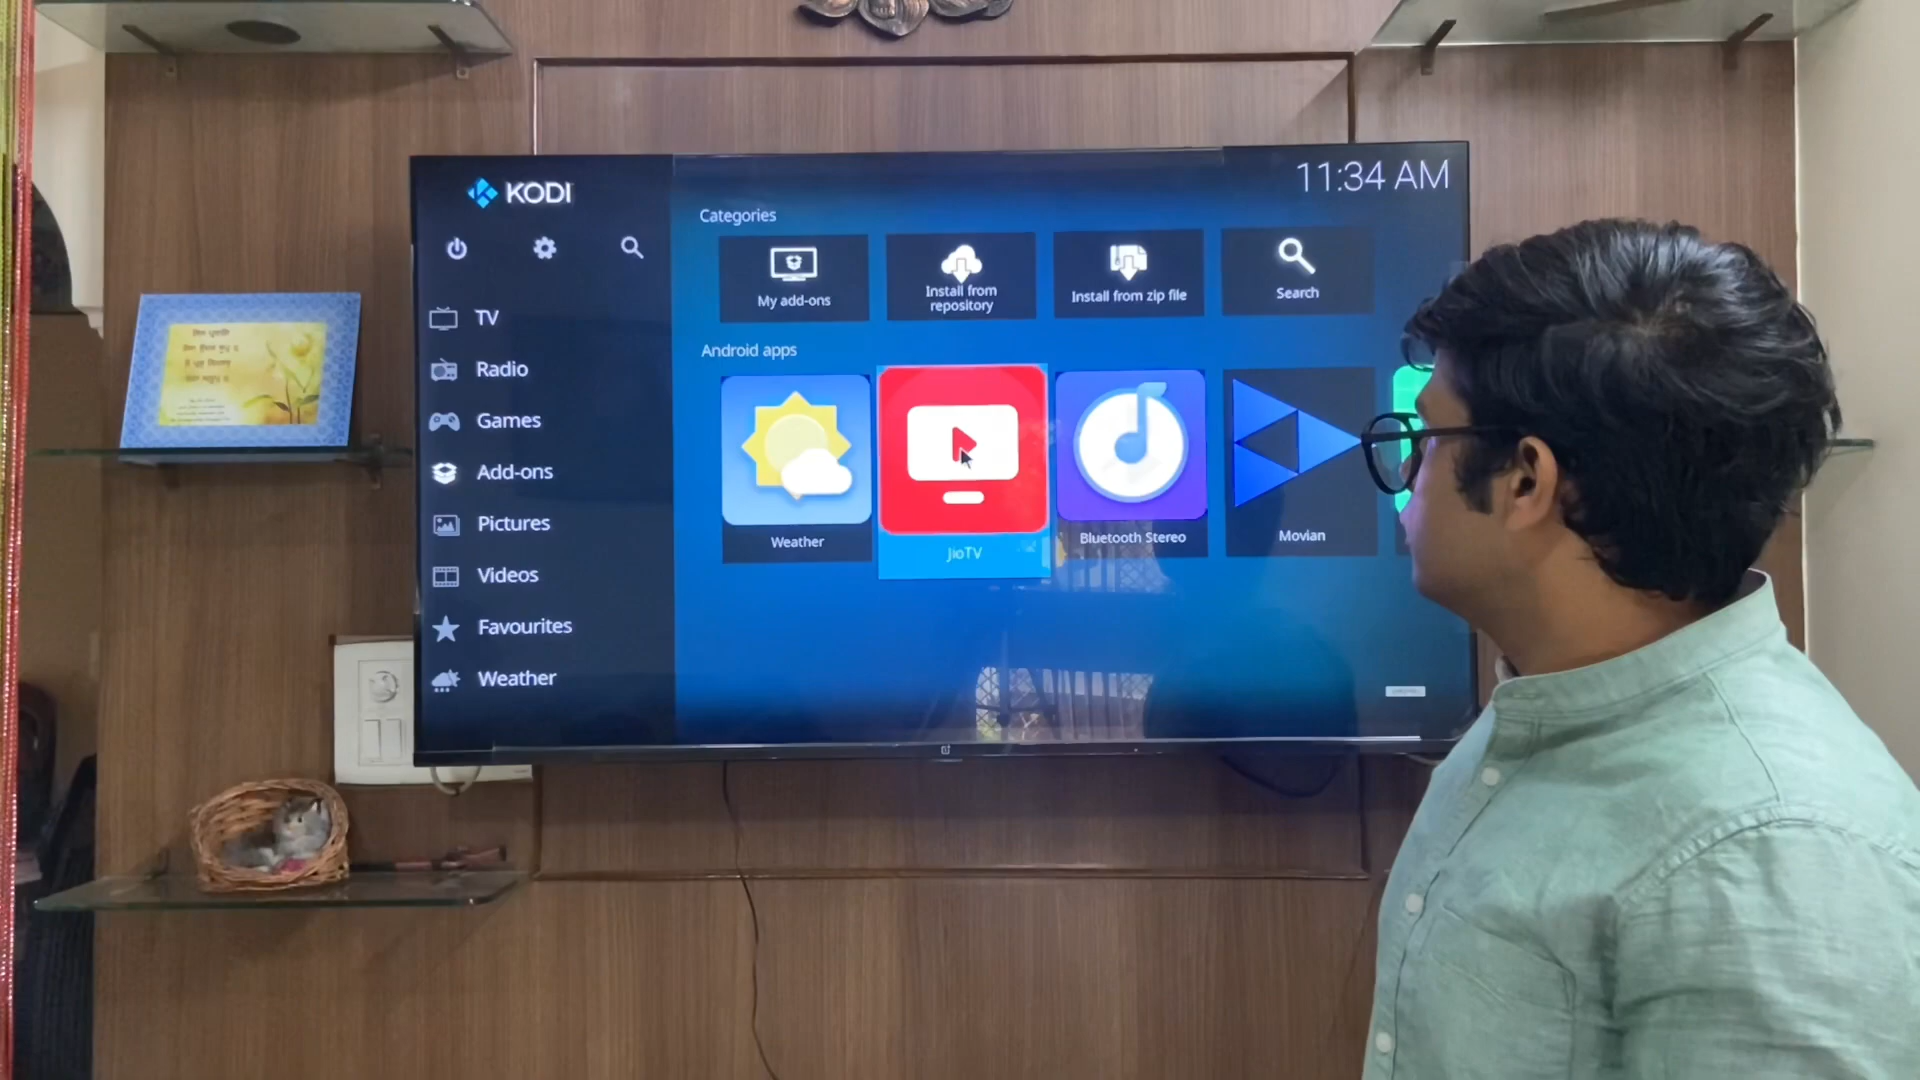 KODI
11:34 AM
Categories
My add-ons
Install from
repository
Install from zip file
Search
TV
Radio
Games
Add-ons
Pictures
Videos
Favourites
Weather
Android apps
Weather
JioTV
Bluetooth Stereo
Movian